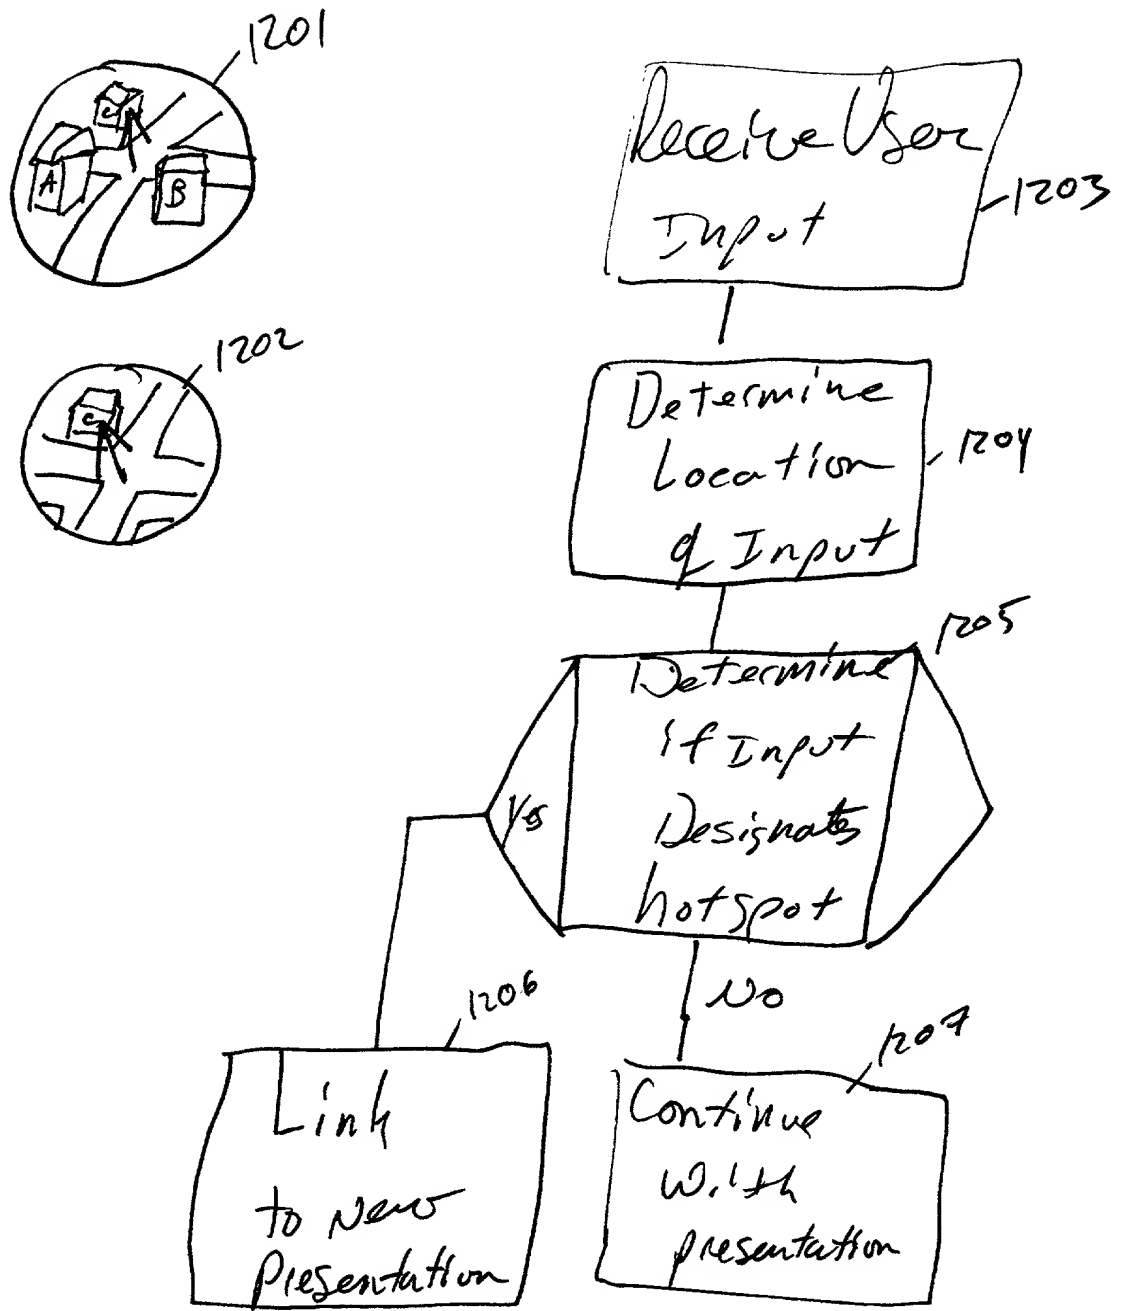 1201
C
A
B
1202
C
Receive User
Input
1203
Determine
Location
of Input
1204
1205
Determine
if Input
Designates
hotspot
Yes
No
1206
Link
to New
Presentation
1207
Continue
with
presentation